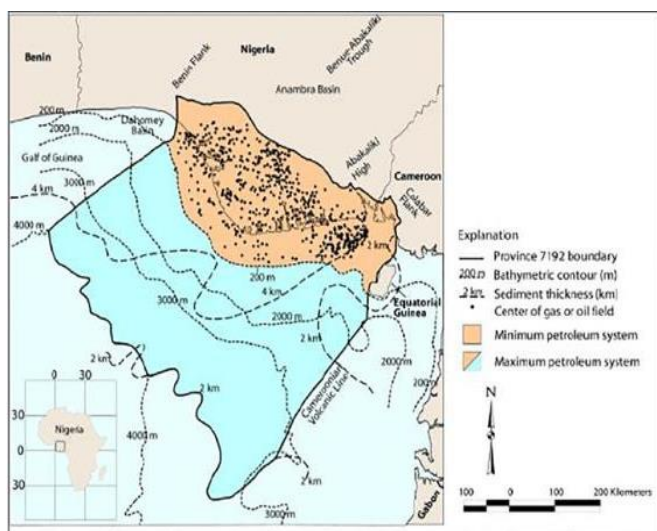 Benin
Nigeria
Benin Flank
Benue-Abakaliki
Trough
Anambra Basin
200 m
2000 m
Dahomey
Basin
Gulf of Guinea
3000 m
4 km
4000 m
Abakaliki
High
Cameroon
Calabar
Flank
2 km
200 m
4 km
3000 m
2000 m
Equatorial
Guinea
2 km
2000 m
200 m
2 km
2 km
Cameroonian
Volcanic Line
4000 m
2 km
3000 m
Gabon
0 10 30
30
Nigeria
0
30
Explanation
Province 7192 boundary
200 m Bathymetric contour (m)
2 km Sediment thickness (km)
Center of gas or oil field
Minimum petroleum system
Maximum petroleum system
N
100 0 100 200 Kilometers